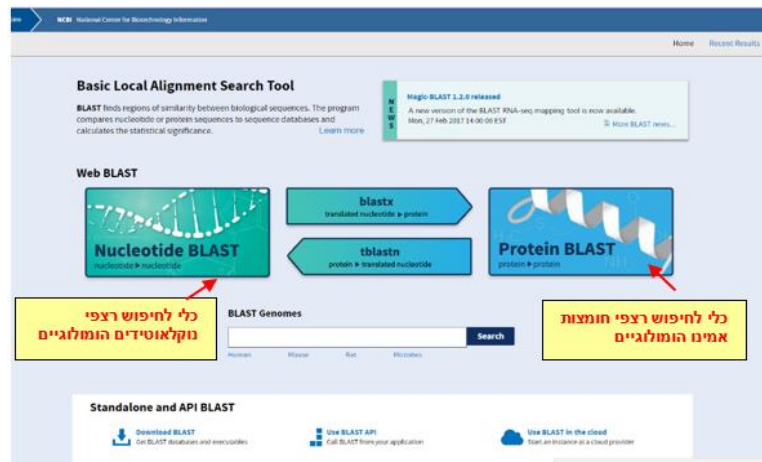 NCBI National Center for Biotechnology Information
Home Recent Results
Basic Local Alignment Search Tool
BLAST finds regions of similarity between biological sequences. The program
compares nucleotide or protein sequences to sequence databases and
calculates the statistical significance. Learn more
NEWS
Magic-BLAST 1.2.0 released
A new version of the BLAST RNA-seq mapping tool is now available.
Mon, 27 Feb 2017 14:00:00 EST
More BLAST news...
Web BLAST
Nucleotide BLAST
nucleotide ▸ nucleotide
blastx
translated nucleotide ▸ protein
tblastn
protein ▸ translated nucleotide
Protein BLAST
protein ▸ protein
כלי לחיפוש רצפי
נוקלאוטידים הומולוגיים
כלי לחיפוש רצפי חומצות
אמינו הומולוגיים
BLAST Genomes
Search
Human Mouse Rat Microbes
Standalone and API BLAST
Download BLAST
Get BLAST databases and executables
Use BLAST API
Call BLAST from your application
Use BLAST in the cloud
Start an instance at a cloud provider